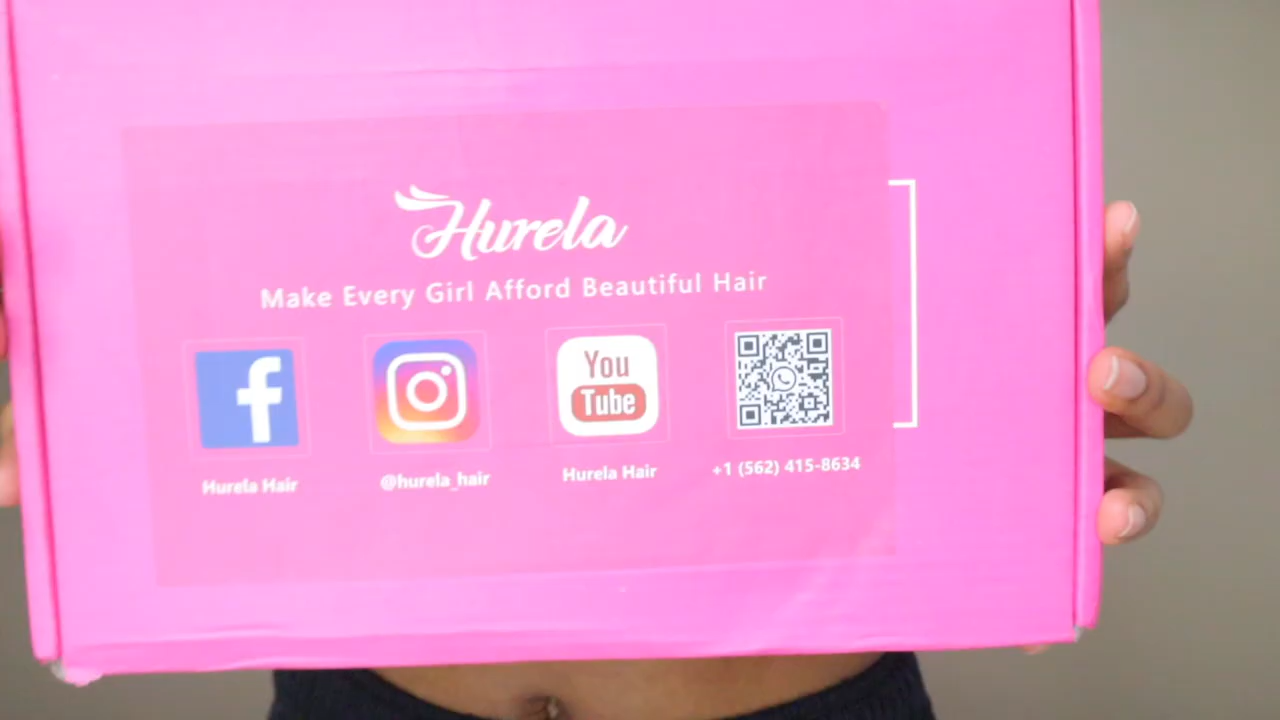 Hurela
Make Every Girl Afford Beautiful Hair
You
Tube
Hurela Hair
@hurela_hair
Hurela Hair
+1 (562) 415-8634